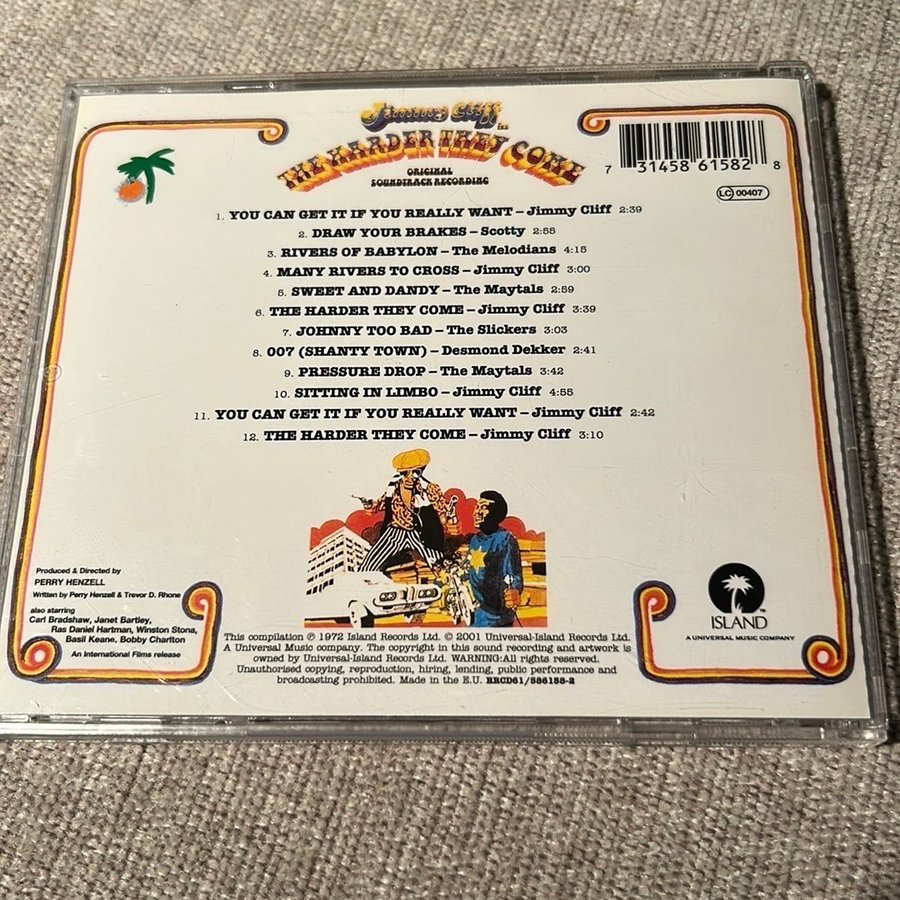 Jimmy Cliff
in
THE HARDER THEY COME
ORIGINAL
SOUNDTRACK RECORDING
7 31458 61582 8
LC 00407
1. YOU CAN GET IT IF YOU REALLY WANT – Jimmy Cliff 2:39
2. DRAW YOUR BRAKES – Scotty 2:55
3. RIVERS OF BABYLON – The Melodians 4:15
4. MANY RIVERS TO CROSS – Jimmy Cliff 3:00
5. SWEET AND DANDY – The Maytals 2:59
6. THE HARDER THEY COME – Jimmy Cliff 3:39
7. JOHNNY TOO BAD – The Slickers 3:03
8. 007 (SHANTY TOWN) – Desmond Dekker 2:41
9. PRESSURE DROP – The Maytals 3:42
10. SITTING IN LIMBO – Jimmy Cliff 4:55
11. YOU CAN GET IT IF YOU REALLY WANT – Jimmy Cliff 2:42
12. THE HARDER THEY COME – Jimmy Cliff 3:10
Produced & Directed by
PERRY HENZELL
Written by Perry Henzell & Trevor D. Rhone
also starring
Carl Bradshaw, Janet Bartley,
Ras Daniel Hartman, Winston Stona,
Basil Keane, Bobby Charlton
An International Films release
This compilation ℗ 1972 Island Records Ltd. © 2001 Universal-Island Records Ltd.
A Universal Music company. The copyright in this sound recording and artwork is
owned by Universal-Island Records Ltd. WARNING:All rights reserved.
Unauthorised copying, reproduction, hiring, lending, public performance and
broadcasting prohibited. Made in the E.U. RRCD61/586158-2
ISLAND™
A UNIVERSAL MUSIC COMPANY